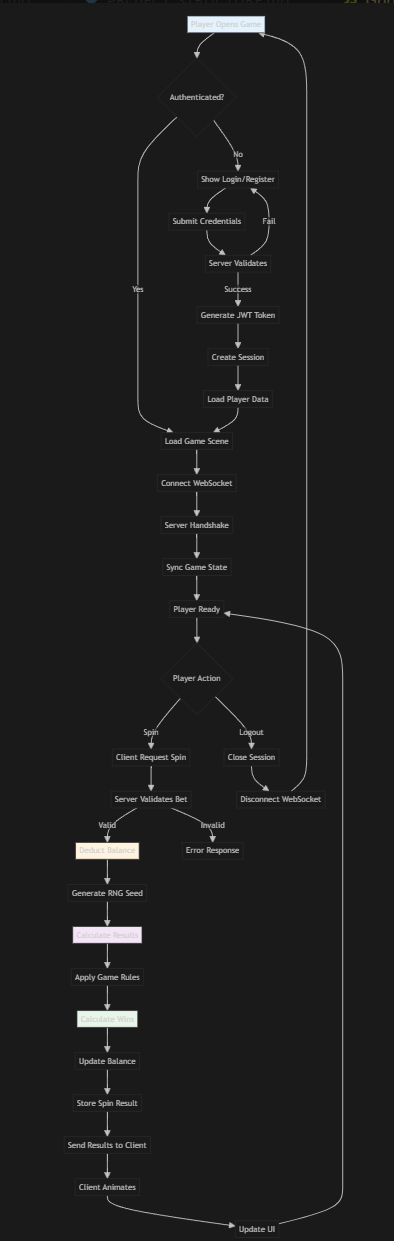 Player Opens Game
Authenticated?
No
Show Login/Register
Submit Credentials
Fail
Server Validates
Yes
Success
Generate JWT Token
Create Session
Load Player Data
Load Game Scene
Connect WebSocket
Server Handshake
Sync Game State
Player Ready
Player Action
Spin
Logout
Client Request Spin
Close Session
Server Validates Bet
Disconnect WebSocket
Valid
Invalid
Deduct Balance
Error Response
Generate RNG Seed
Calculate Results
Apply Game Rules
Calculate Wins
Update Balance
Store Spin Result
Send Results to Client
Client Animates
Update UI